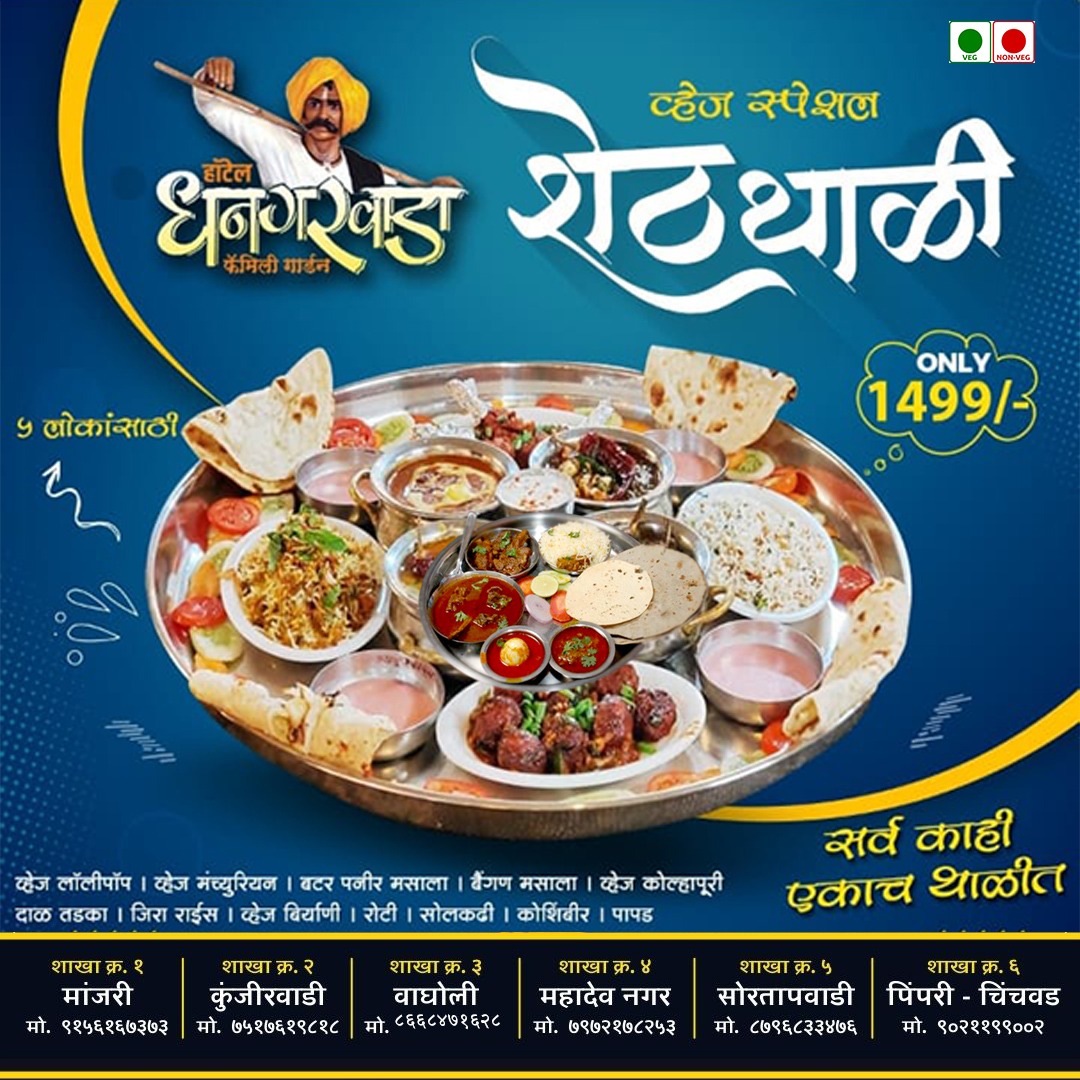 VEG NON-VEG
हॉटेल
धनगरवाडा
फॅमिली गार्डन
व्हेज स्पेशल
शेठ थाळी
ONLY
1499/-
५ लोकांसाठी
सर्व काही
एकाच थाळीत
व्हेज लॉलीपॉप । व्हेज मंच्युरियन । बटर पनीर मसाला । बैंगण मसाला । व्हेज कोल्हापूरी
दाळ तडका । जिरा राईस । व्हेज बिर्याणी । रोटी । सोलकढी । कोशिंबीर । पापड
शाखा क्र. १
मांजरी
मो. ९१५६१६७३७३
शाखा क्र. २
कुंजीरवाडी
मो. ७५१७६१९८१८
शाखा क्र. ३
वाघोली
मो. ८६६८४७१६२८
शाखा क्र. ४
महादेव नगर
मो. ७९७२१७८२५३
शाखा क्र. ५
सोरतापवाडी
मो. ८७९६८३३४७६
शाखा क्र. ६
पिंपरी - चिंचवड
मो. ९०२११९९००२